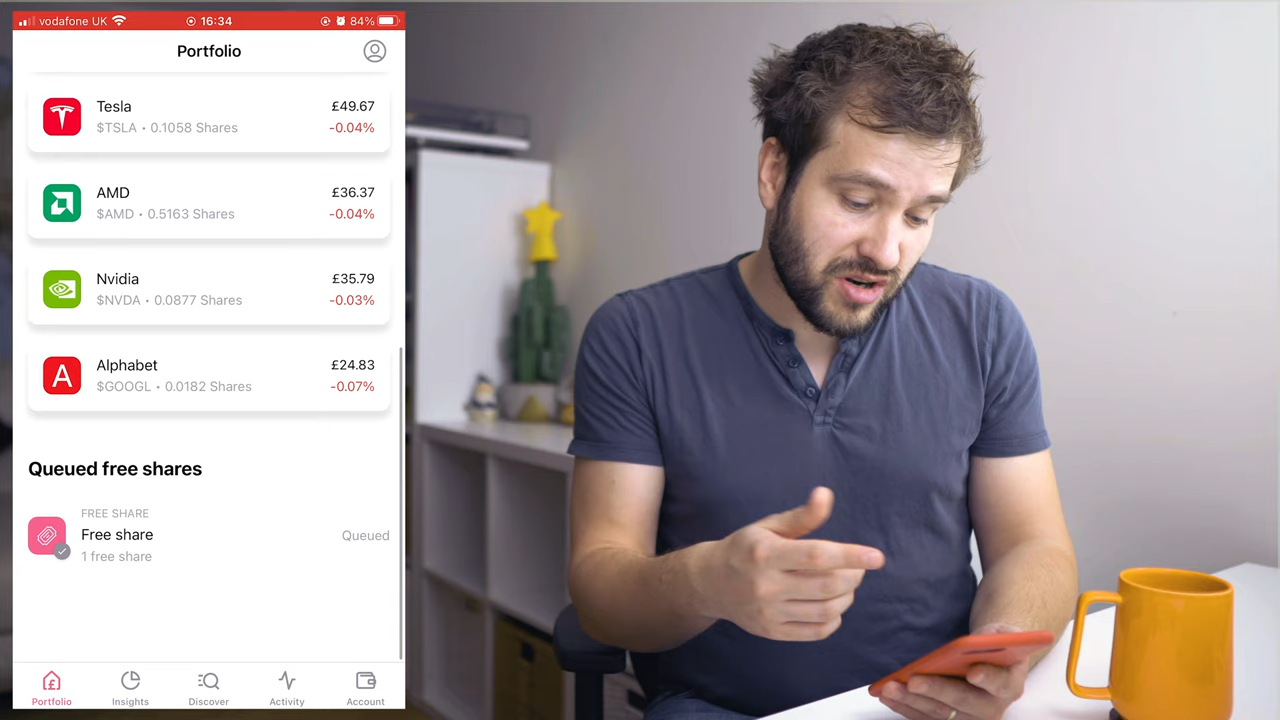 vodafone UK 16:34 84%
Portfolio
Tesla £49.67
$TSLA • 0.1058 Shares -0.04%
AMD £36.37
$AMD • 0.5163 Shares -0.04%
Nvidia £35.79
$NVDA • 0.0877 Shares -0.03%
A Alphabet £24.83
$GOOGL • 0.0182 Shares -0.07%
Queued free shares
FREE SHARE
Free share Queued
1 free share
Portfolio Insights Discover Activity Account